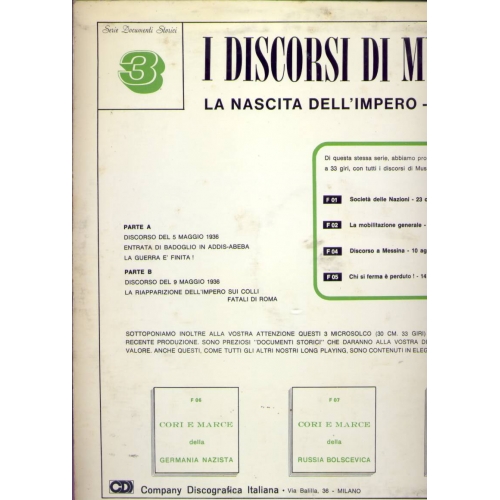 Serie Documenti Storici
3
I DISCORSI DI M
LA NASCITA DELL'IMPERO -
Di questa stessa serie, abbiamo pro
a 33 giri, con tutti i discorsi di Mus
F 01 Società delle Nazioni - 23 o
F 02 La mobilitazione generale -
F 04 Discorso a Messina - 10 ag
F 05 Chi si ferma è perduto ! - 14
PARTE A
DISCORSO DEL 5 MAGGIO 1936
ENTRATA DI BADOGLIO IN ADDIS-ABEBA
LA GUERRA E' FINITA !
PARTE B
DISCORSO DEL 9 MAGGIO 1936
LA RIAPPARIZIONE DELL'IMPERO SUI COLLI
FATALI DI ROMA
SOTTOPONIAMO INOLTRE ALLA VOSTRA ATTENZIONE QUESTI 3 MICROSOLCO (30 CM. 33 GIRI)
RECENTE PRODUZIONE. SONO PREZIOSI "DOCUMENTI STORICI" CHE DARANNO ALLA VOSTRA DI
VALORE. ANCHE QUESTI, COME TUTTI GLI ALTRI NOSTRI LONG PLAYING, SONO CONTENUTI IN ELEG
F 06
CORI E MARCE
della
GERMANIA NAZISTA
F 07
CORI E MARCE
della
RUSSIA BOLSCEVICA
CDI Company Discografica Italiana - Via Balilla, 36 - MILANO